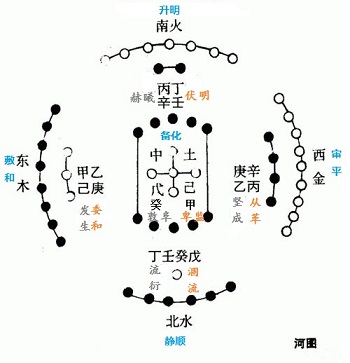 升明
南火
丙丁
赫曦 辛壬 伏明
备化
中 土
戊 己
癸 甲
敦阜 卑监
敷和
东木
甲乙
己庚
发生 委和
西金
审平
庚辛
乙丙
坚成 从革
丁壬癸戊
流衍 涸流
北水
静顺
河图